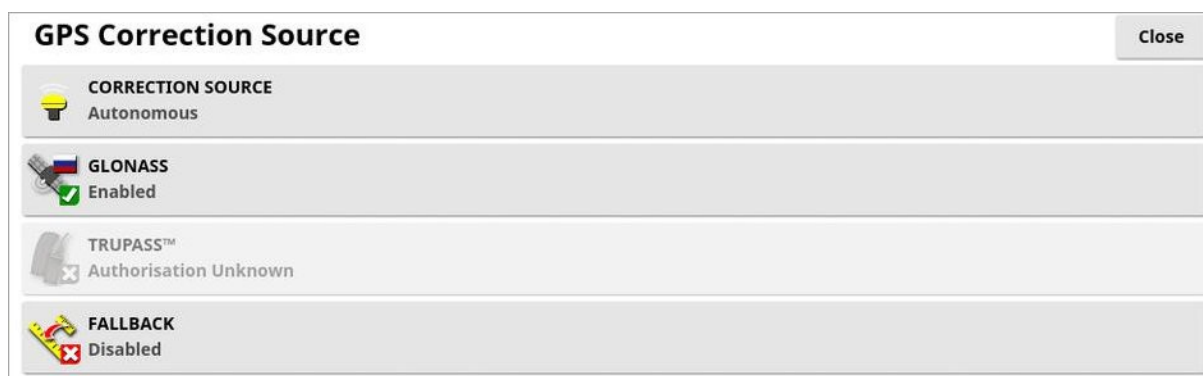 GPS Correction Source
Close
CORRECTION SOURCE
Autonomous
GLONASS
Enabled
TRUPASS™
Authorisation Unknown
FALLBACK
Disabled